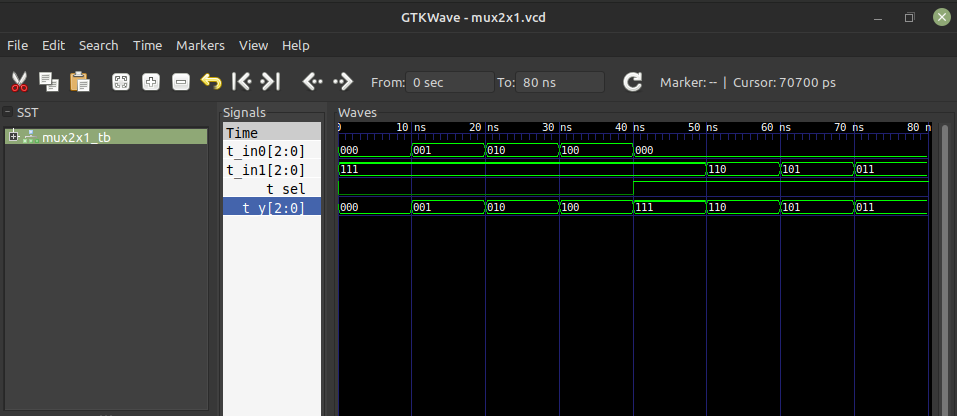 GTKWave - mux2x1.vcd
File Edit Search Time Markers View Help
From: 0 sec To: 80 ns Marker: -- | Cursor: 70700 ps
SST
mux2x1_tb
Signals
Time
t_in0[2:0]
t_in1[2:0]
t sel
t_y[2:0]
Waves
0 10 ns 20 ns 30 ns 40 ns 50 ns 60 ns 70 ns 80 n
000 001 010 100 000
111 110 101 011
000 001 010 100 111 110 101 011